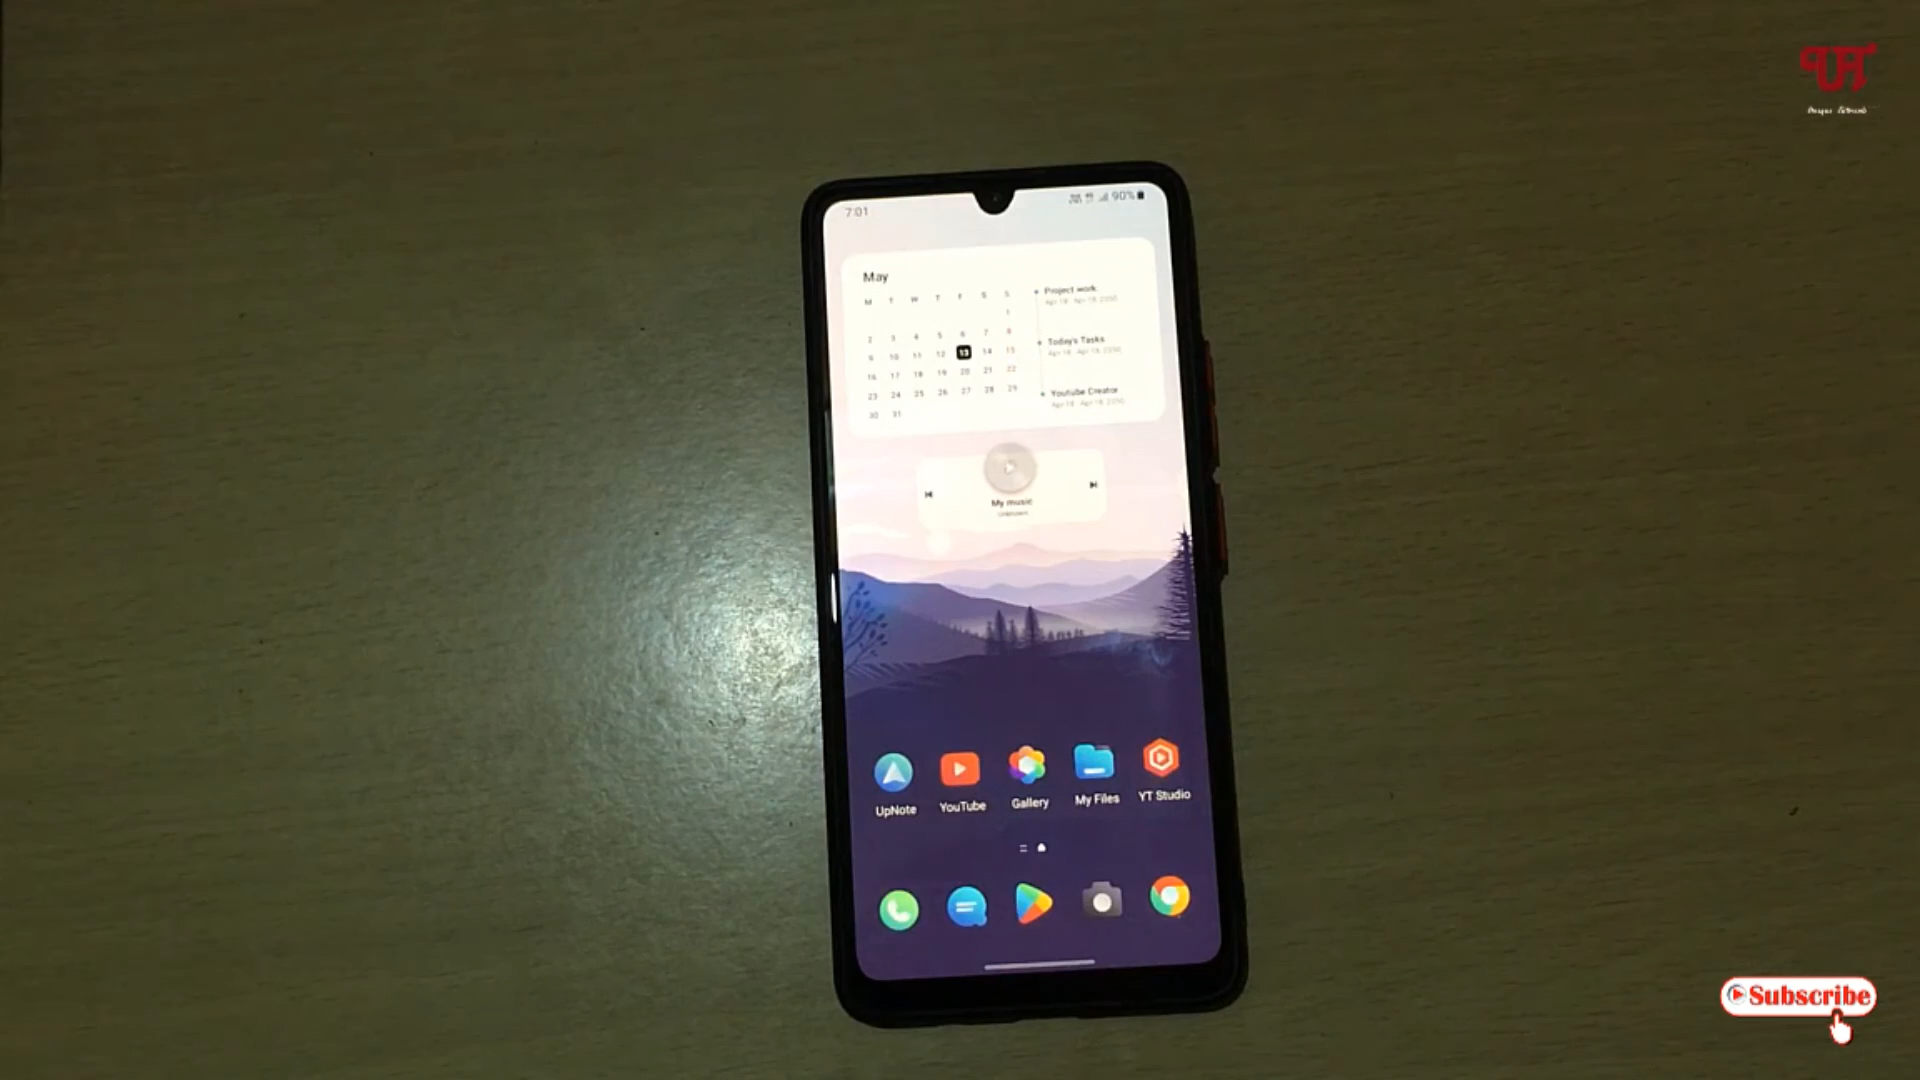 7:01
90%
May
M T W T F S S
1
2 3 4 5 6 7 8
9 10 11 12 13 14 15
16 17 18 19 20 21 22
23 24 25 26 27 28 29
30 31
Project work
Today's Tasks
Youtube Creator
My music
Unknown
UpNote
YouTube
Gallery
My Files
YT Studio
Subscribe